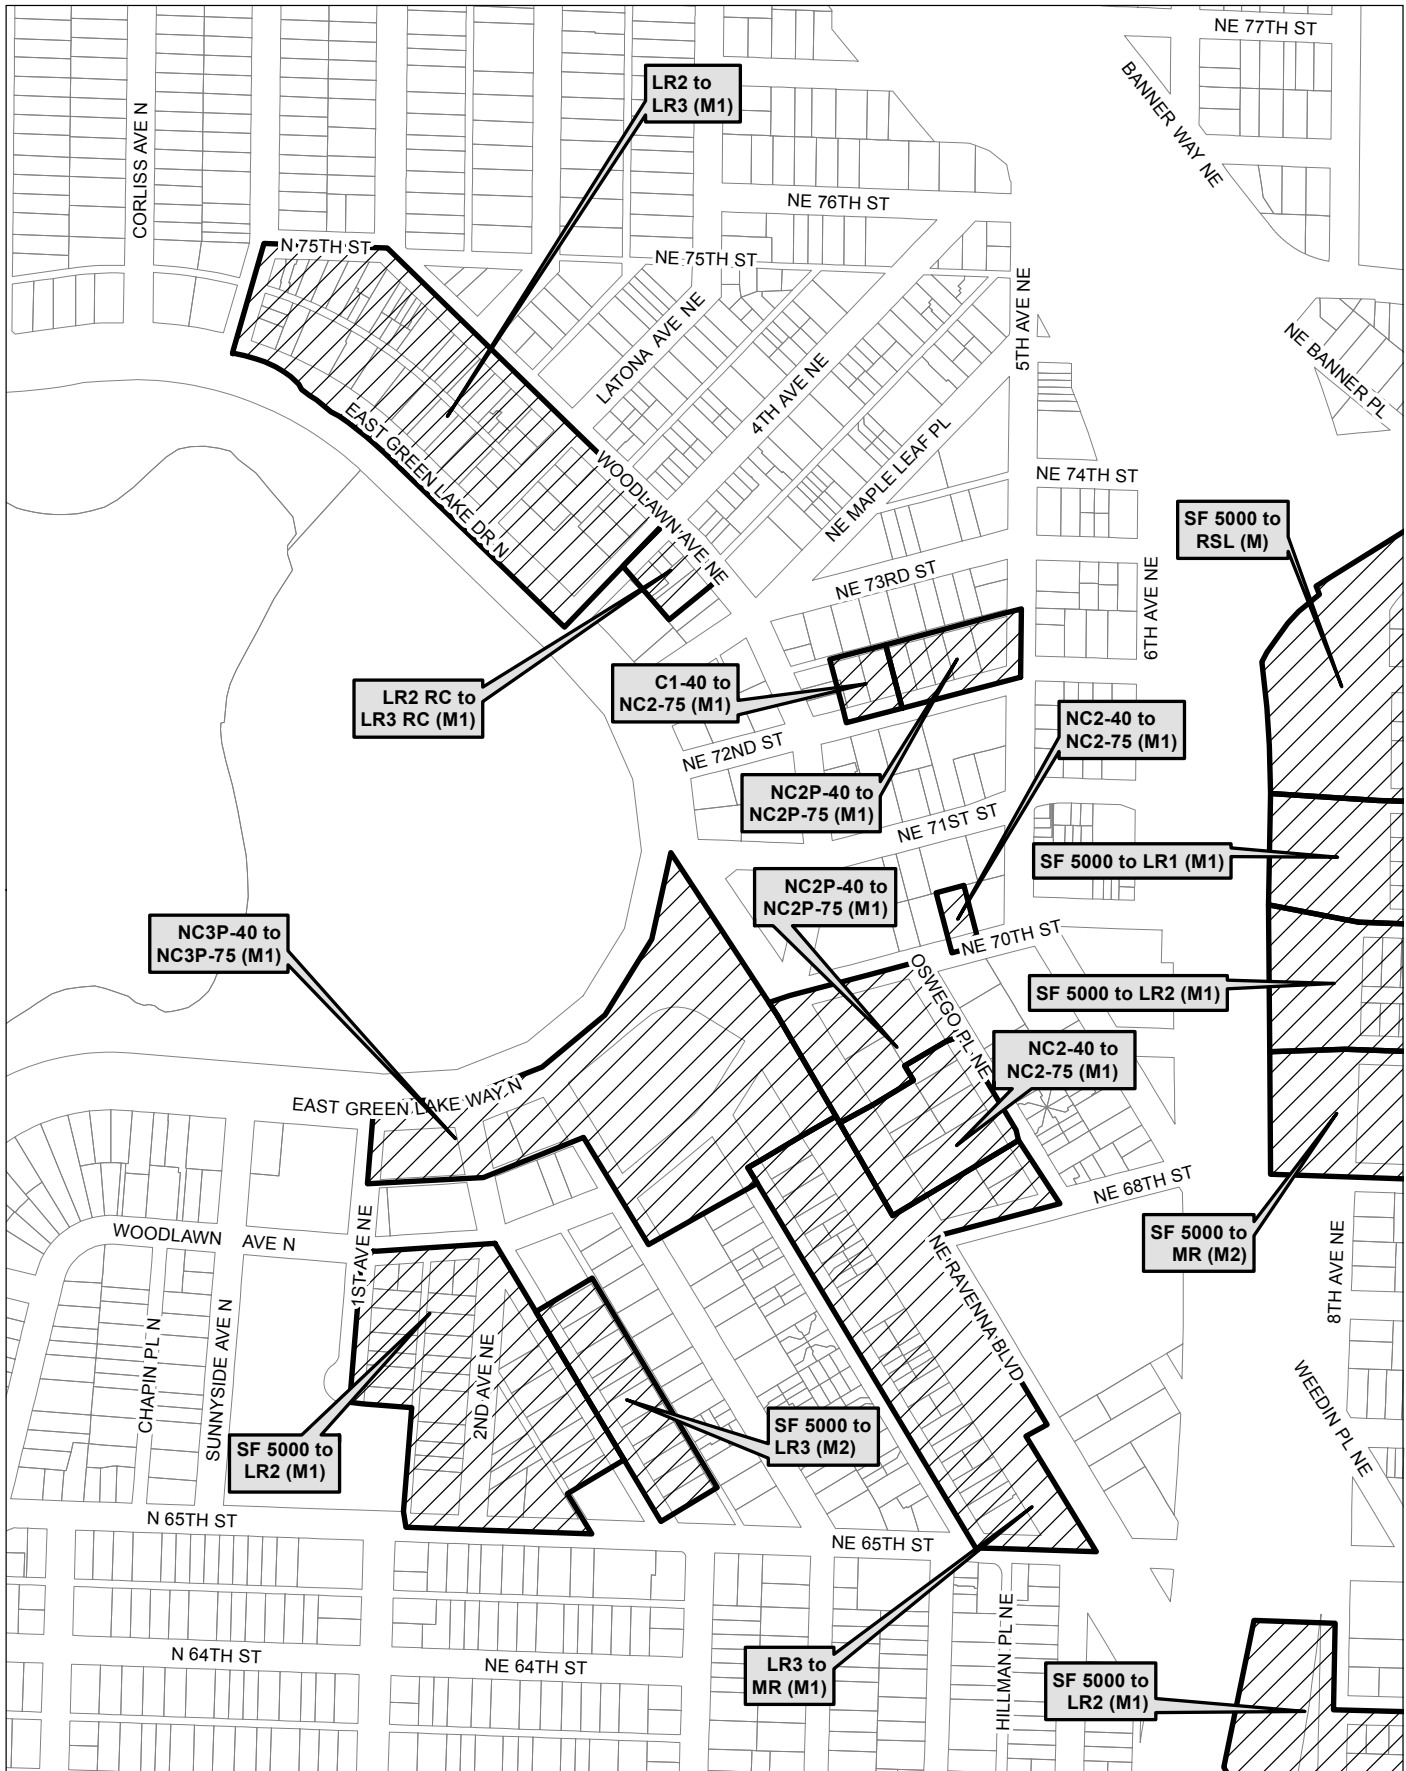 NE 77TH ST
BANNER WAY NE
LR2 to
LR3 (M1)
CORLISS AVE N
NE 76TH ST
N 75TH ST
NE 75TH ST
5TH AVE NE
LATONA AVE NE
4TH AVE NE
NE BANNER PL
EAST GREEN LAKE DR N
WOODLAWN AVE NE
NE MAPLE LEAF PL
NE 74TH ST
SF 5000 to
RSL (M)
NE 73RD ST
6TH AVE NE
LR2 RC to
LR3 RC (M1)
C1-40 to
NC2-75 (M1)
NC2-40 to
NC2-75 (M1)
NE 72ND ST
NC2P-40 to
NC2P-75 (M1)
NE 71ST ST
SF 5000 to LR1 (M1)
NC2P-40 to
NC2P-75 (M1)
NC3P-40 to
NC3P-75 (M1)
NE 70TH ST
OSWEGO PL NE
SF 5000 to LR2 (M1)
NC2-40 to
NC2-75 (M1)
EAST GREEN LAKE WAY N
NE 68TH ST
SF 5000 to
MR (M2)
WOODLAWN AVE N
1ST AVE NE
NE RAVENNA BLVD
8TH AVE NE
CHAPIN PL N
SUNNYSIDE AVE N
2ND AVE NE
WEEDIN PL NE
SF 5000 to
LR2 (M1)
SF 5000 to
LR3 (M2)
N 65TH ST
NE 65TH ST
N 64TH ST
NE 64TH ST
LR3 to
MR (M1)
HILLMAN PL NE
SF 5000 to
LR2 (M1)